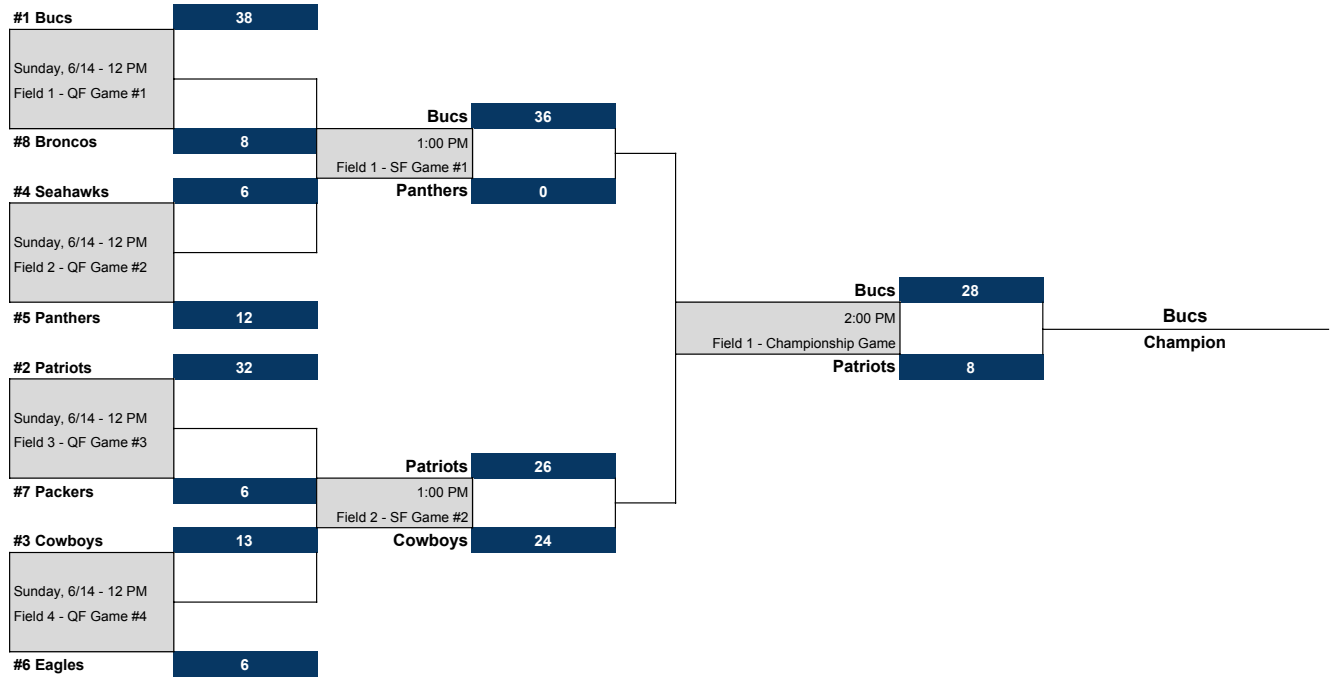 #1 Bucs 38
Sunday, 6/14 - 12 PM
Field 1 - QF Game #1
#8 Broncos 8
#4 Seahawks 6
Sunday, 6/14 - 12 PM
Field 2 - QF Game #2
#5 Panthers 12
#2 Patriots 32
Sunday, 6/14 - 12 PM
Field 3 - QF Game #3
#7 Packers 6
#3 Cowboys 13
Sunday, 6/14 - 12 PM
Field 4 - QF Game #4
#6 Eagles 6
Bucs 36
1:00 PM
Field 1 - SF Game #1
Panthers 0
Patriots 26
1:00 PM
Field 2 - SF Game #2
Cowboys 24
Bucs 28
2:00 PM
Field 1 - Championship Game
Patriots 8
Bucs
Champion